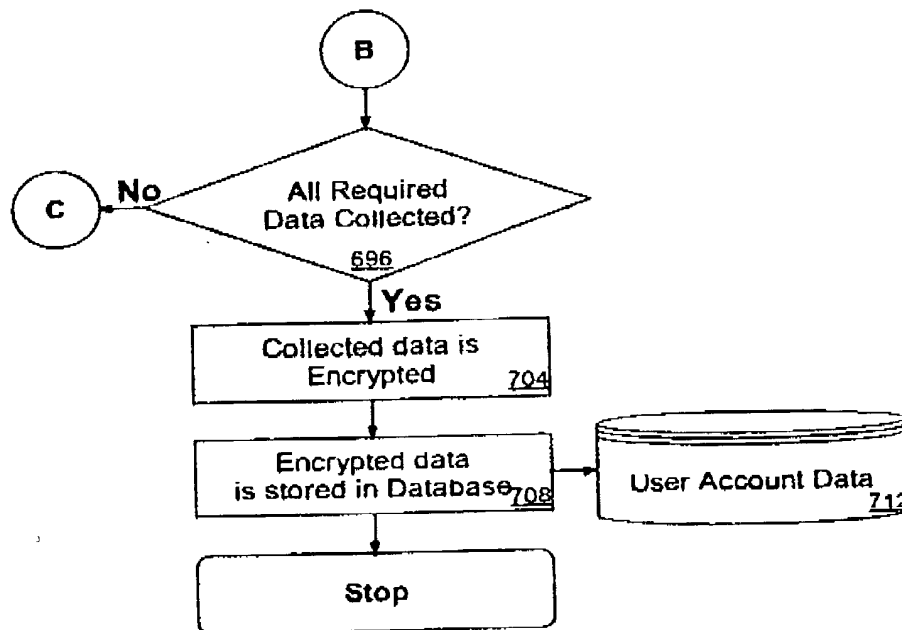 B
All Required
Data Collected?
696
No
C
Yes
Collected data is
Encrypted
704
Encrypted data
is stored in Database
708
User Account Data
712
Stop